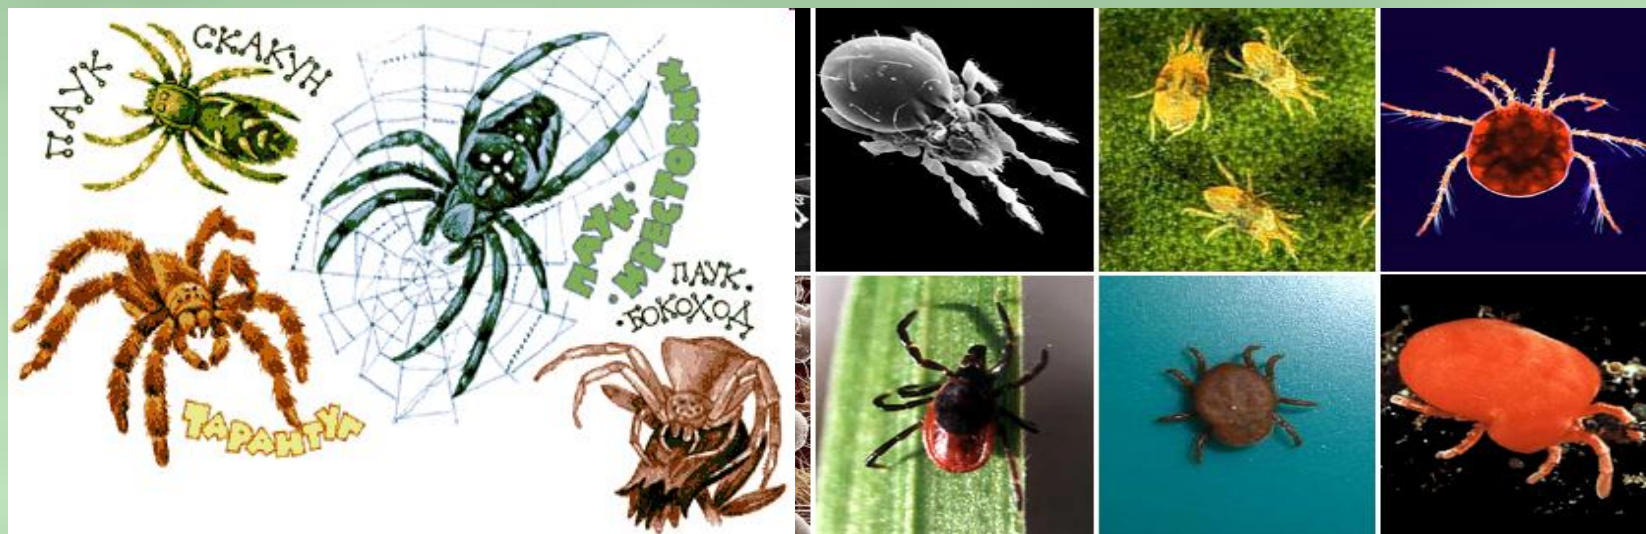 ПАУК
СКАКУН
ПАУК-
-КРЕСТОВИК
ПАУК-
-БОКОХОД
ТАРАНТУЛ